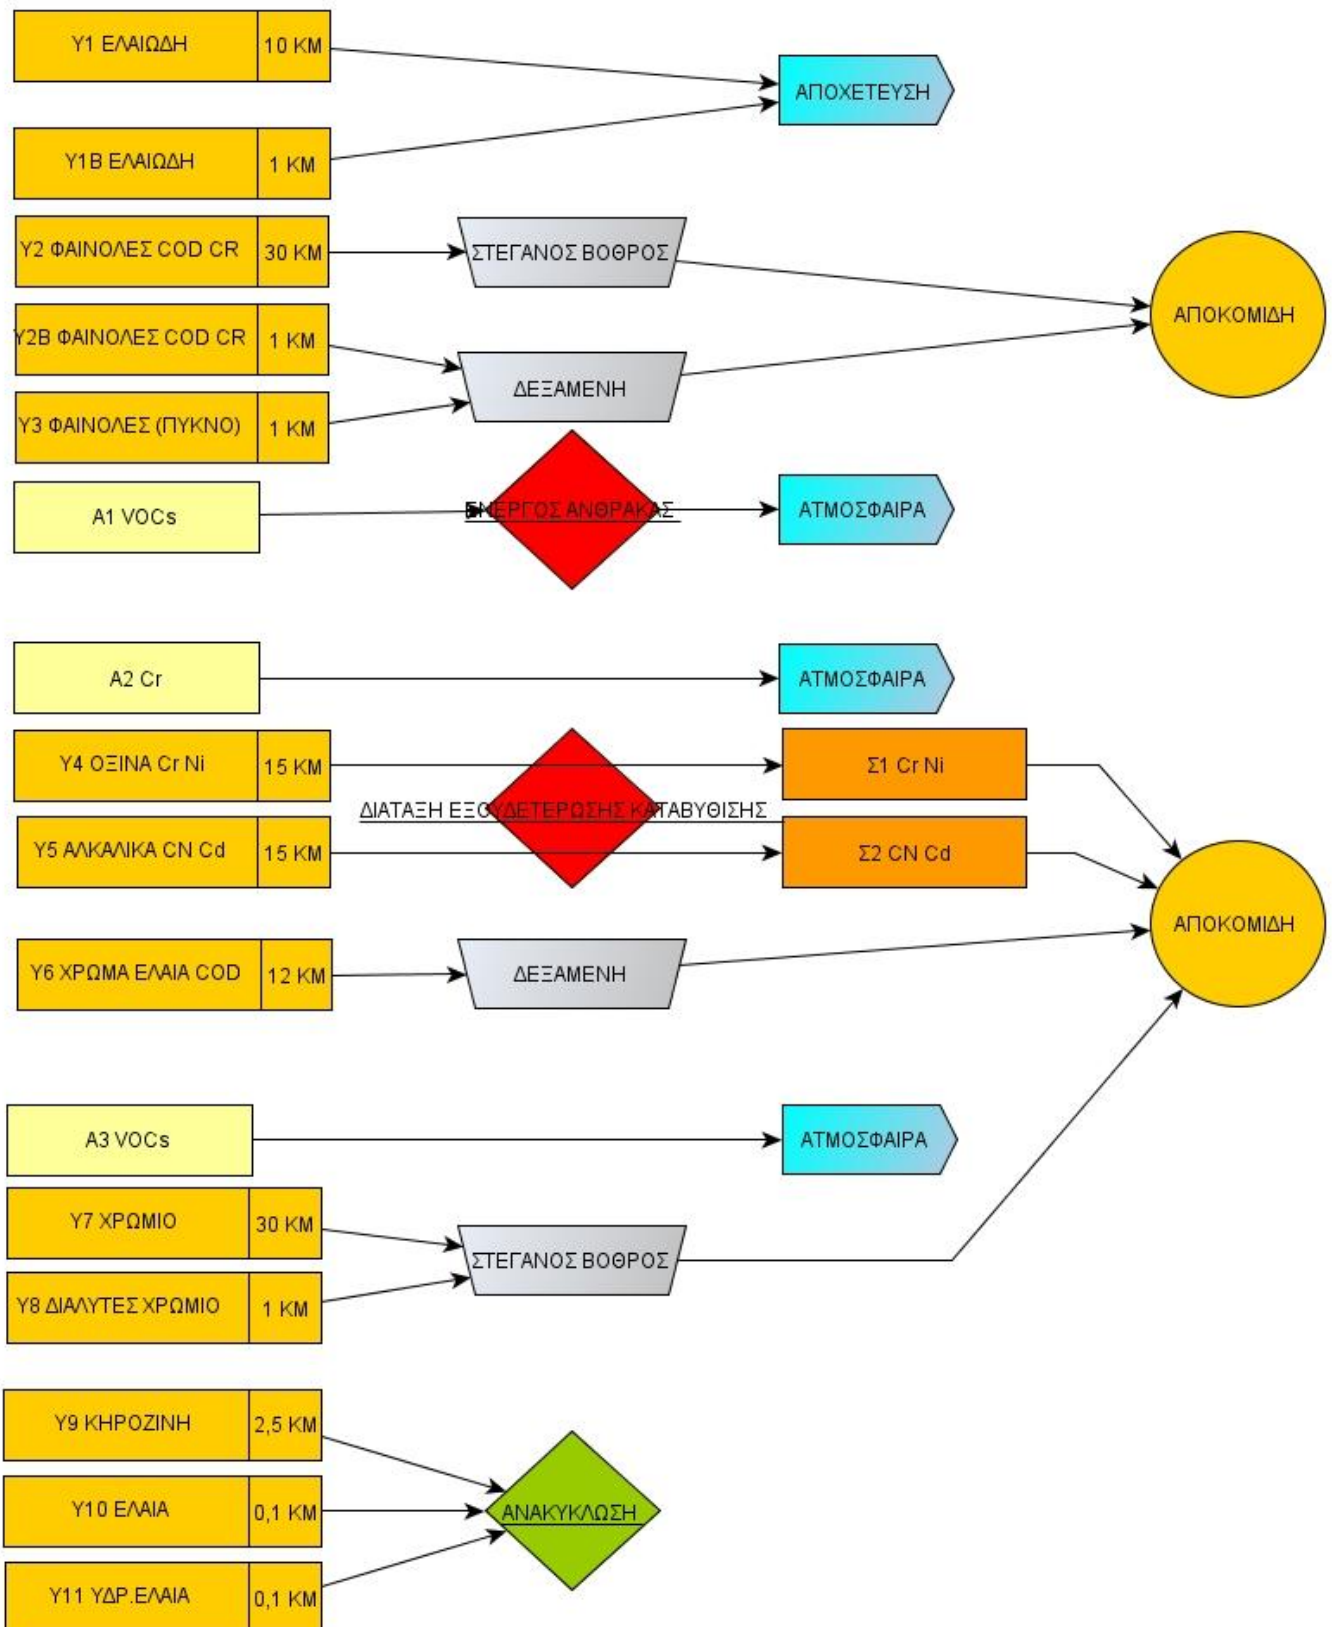 Υ1 ΕΛΑΙΩΔΗ 10 ΚΜ
ΑΠΟΧΕΤΕΥΣΗ
Υ1Β ΕΛΑΙΩΔΗ 1 ΚΜ
Υ2 ΦΑΙΝΟΛΕΣ COD CR 30 ΚΜ
ΣΤΕΓΑΝΟΣ ΒΟΘΡΟΣ
ΑΠΟΚΟΜΙΔΗ
Υ2Β ΦΑΙΝΟΛΕΣ COD CR 1 ΚΜ
ΔΕΞΑΜΕΝΗ
Υ3 ΦΑΙΝΟΛΕΣ (ΠΥΚΝΟ) 1 ΚΜ
Α1 VOCs
ΕΝΕΡΓΟΣ ΑΝΘΡΑΚΑΣ
ΑΤΜΟΣΦΑΙΡΑ
Α2 Cr
ΑΤΜΟΣΦΑΙΡΑ
Υ4 ΟΞΙΝΑ Cr Ni 15 ΚΜ
Σ1 Cr Ni
ΔΙΑΤΑΞΗ ΕΞΟΥΔΕΤΕΡΩΣΗΣ ΚΑΤΑΒΥΘΙΣΗΣ
Υ5 ΑΛΚΑΛΙΚΑ CN Cd 15 ΚΜ
Σ2 CN Cd
ΑΠΟΚΟΜΙΔΗ
Υ6 ΧΡΩΜΑ ΕΛΑΙΑ COD 12 ΚΜ
ΔΕΞΑΜΕΝΗ
Α3 VOCs
ΑΤΜΟΣΦΑΙΡΑ
Υ7 ΧΡΩΜΙΟ 30 ΚΜ
ΣΤΕΓΑΝΟΣ ΒΟΘΡΟΣ
Υ8 ΔΙΑΛΥΤΕΣ ΧΡΩΜΙΟ 1 ΚΜ
Υ9 ΚΗΡΟΖΙΝΗ 2,5 ΚΜ
Υ10 ΕΛΑΙΑ 0,1 ΚΜ
ΑΝΑΚΥΚΛΩΣΗ
Υ11 ΥΔΡ.ΕΛΑΙΑ 0,1 ΚΜ